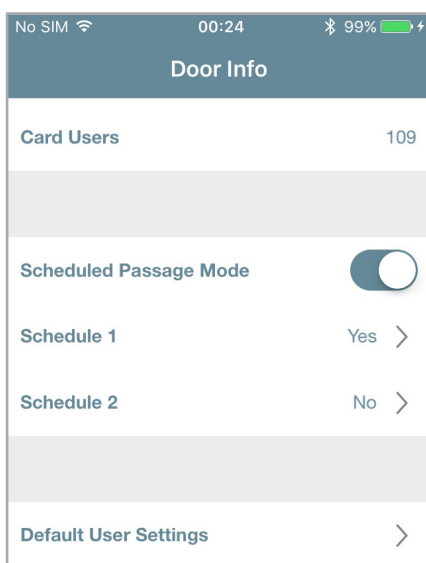 No SIM 00:24 99%
Door Info
Card Users 109
Scheduled Passage Mode
Schedule 1 Yes
Schedule 2 No
Default User Settings